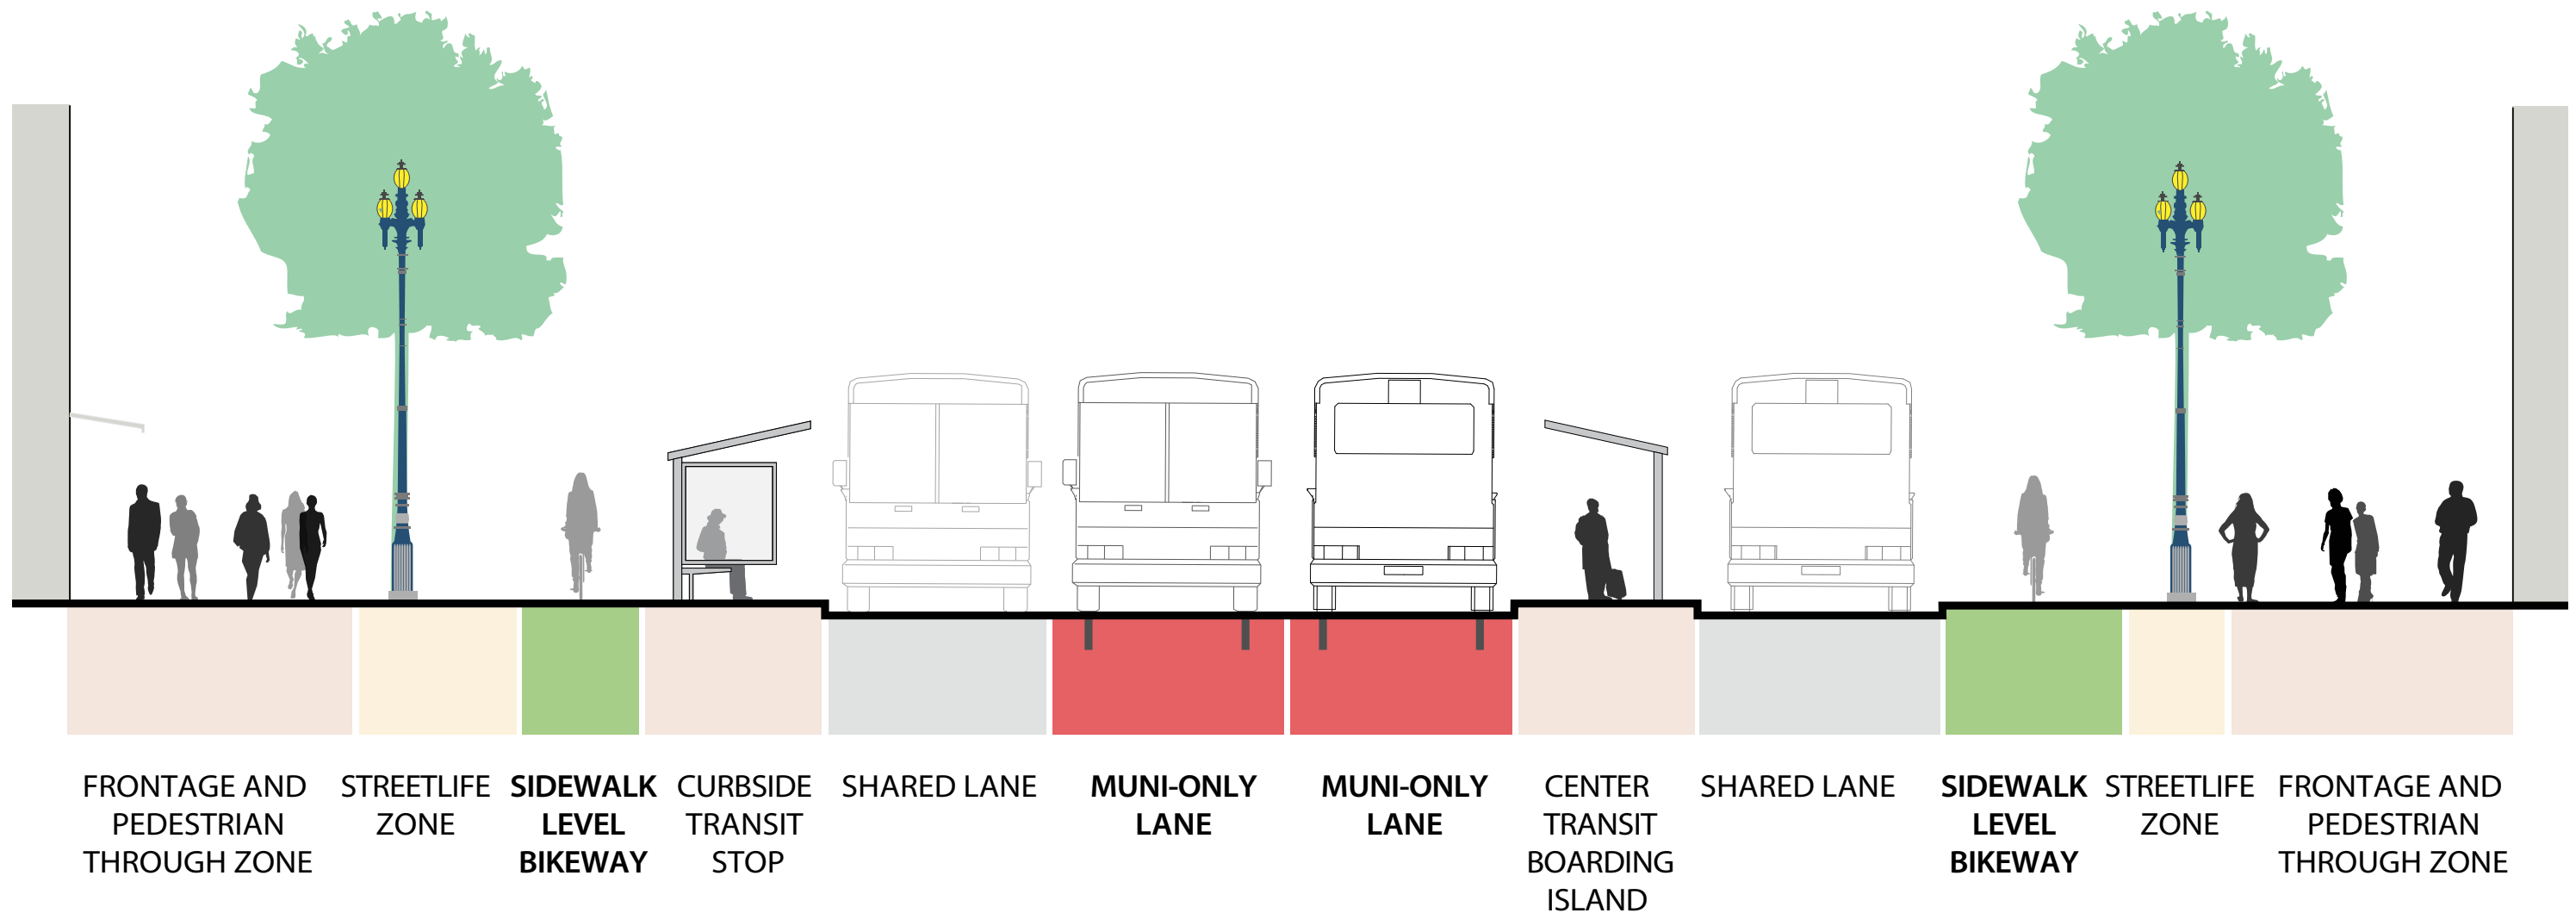 FRONTAGE AND
PEDESTRIAN
THROUGH ZONE
STREETLIFE
ZONE
SIDEWALK
LEVEL
BIKEWAY
CURBSIDE
TRANSIT
STOP
SHARED LANE
MUNI-ONLY
LANE
MUNI-ONLY
LANE
CENTER
TRANSIT
BOARDING
ISLAND
SHARED LANE
SIDEWALK
LEVEL
BIKEWAY
STREETLIFE
ZONE
FRONTAGE AND
PEDESTRIAN
THROUGH ZONE